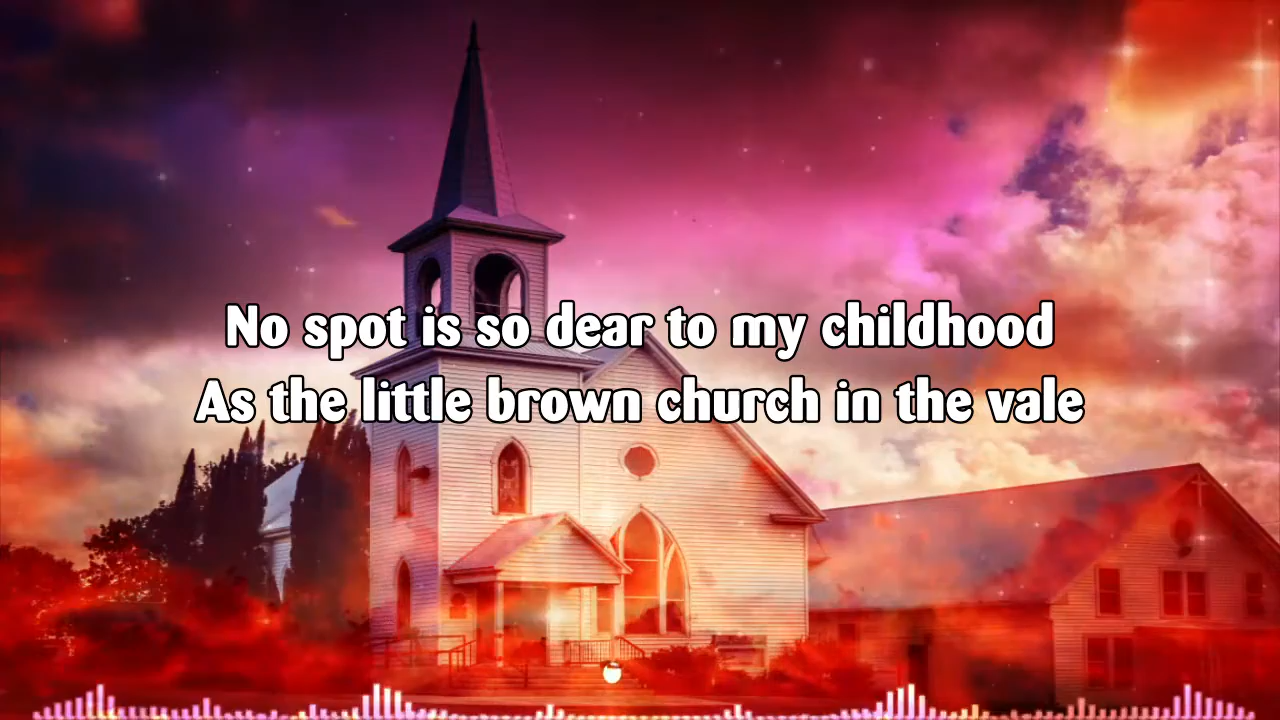 No spot is so dear to my childhood
As the little brown church in the vale